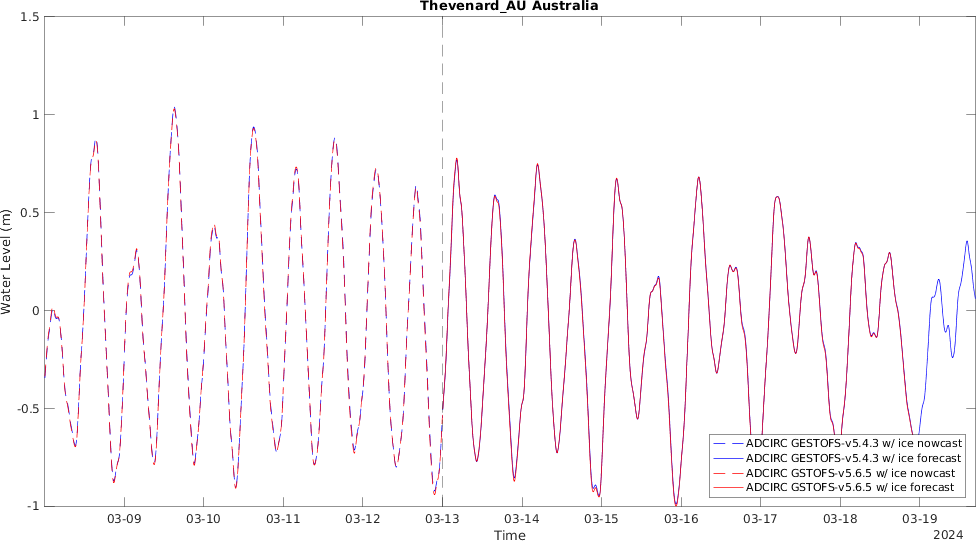 Thevenard_AU Australia
1.5
1
0.5
0
-0.5
-1
Water Level (m)
ADCIRC GESTOFS-v5.4.3 w/ ice nowcast
ADCIRC GESTOFS-v5.4.3 w/ ice forecast
ADCIRC GSTOFS-v5.6.5 w/ ice nowcast
ADCIRC GSTOFS-v5.6.5 w/ ice forecast
03-09 03-10 03-11 03-12 03-13 03-14 03-15 03-16 03-17 03-18 03-19
Time
2024